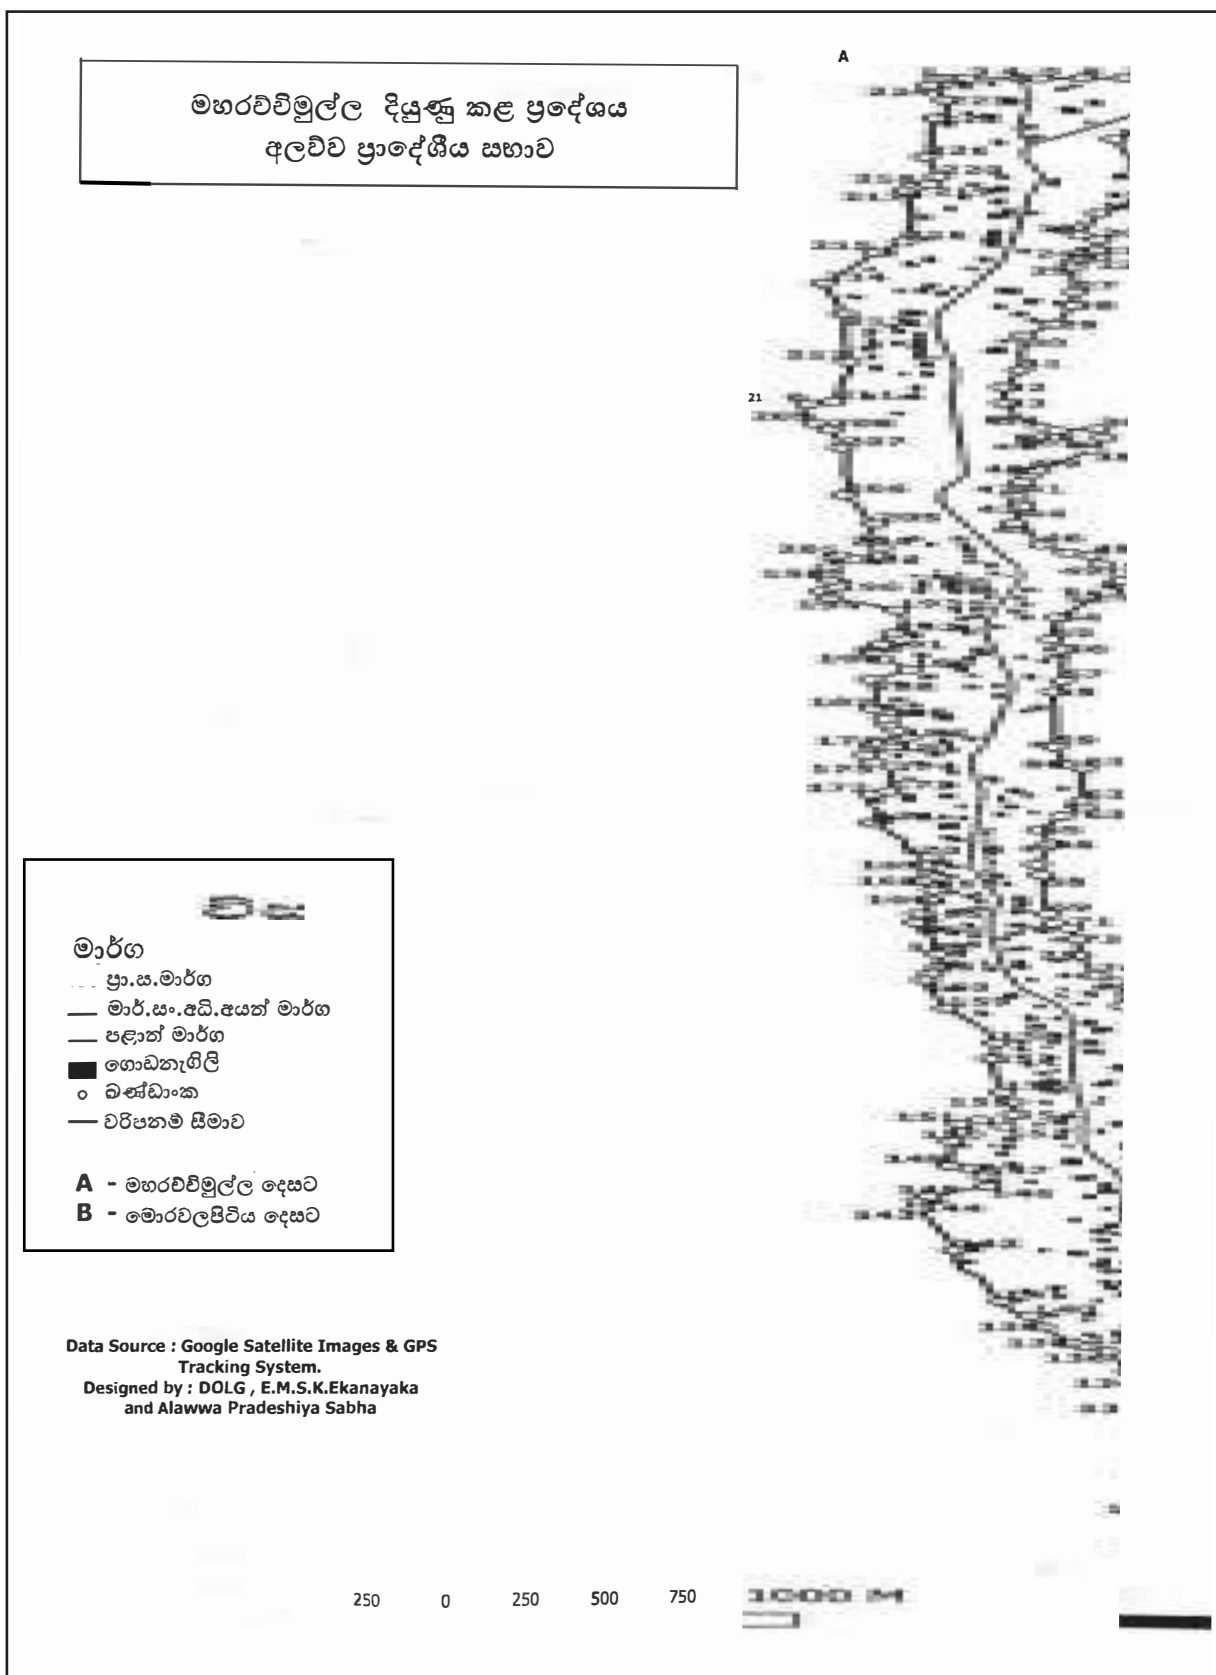 A
මහරච්චිමුල්ල දියුණු කළ ප්‍රදේශය
අලව්ව ප්‍රාදේශීය සභාව
21
මාර්ග
ප්‍රා.ස.මාර්ග
මාර්.සං.අධි.අයත් මාර්ග
පළාත් මාර්ග
ගොඩනැගිලි
ඛණ්ඩාංක
වරිපනම් සීමාව
A - මහරච්චිමුල්ල දෙසට
B - මොරවලපිටිය දෙසට
Data Source : Google Satellite Images & GPS
Tracking System.
Designed by : DOLG , E.M.S.K.Ekanayaka
and Alawwa Pradeshiya Sabha
250 0 250 500 750 1000 M